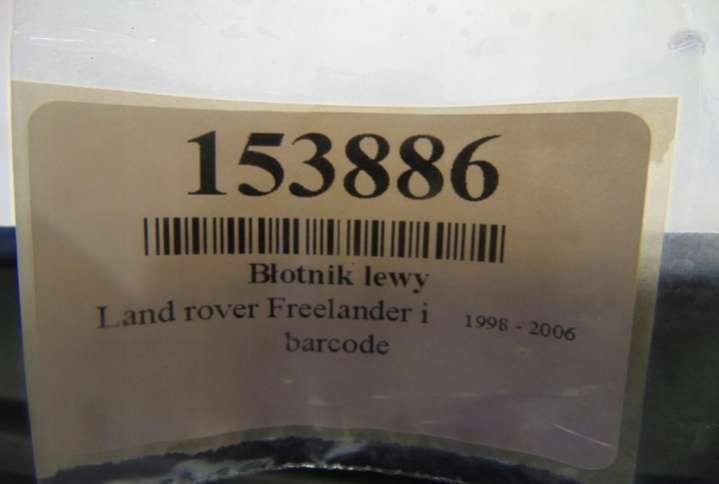 153886
Błotnik lewy
Land rover Freelander i 1998 - 2006
barcode